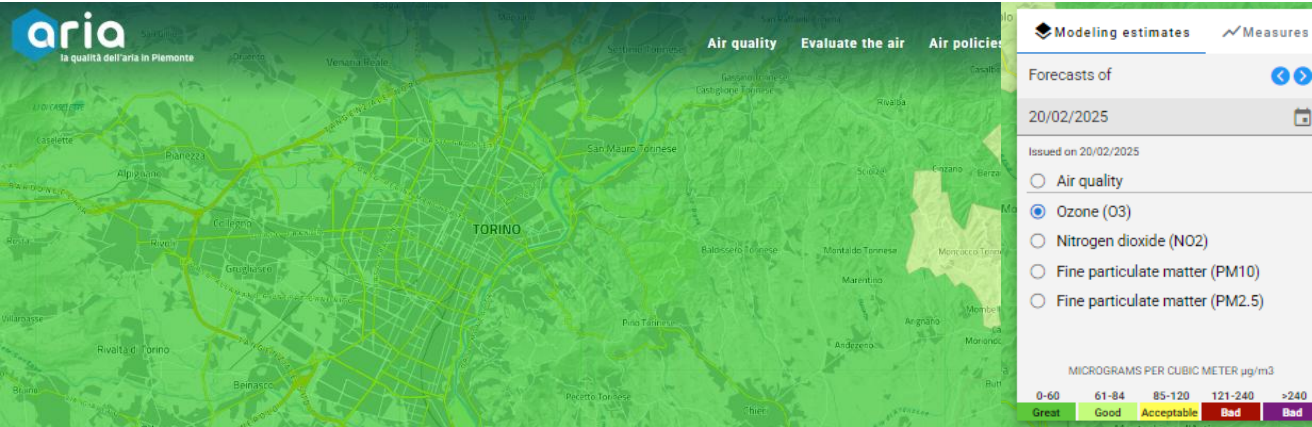 aria
la qualità dell'aria in Piemonte
Air quality
Evaluate the air
Air policies
Modeling estimates
Measures
Forecasts of
20/02/2025
Issued on 20/02/2025
Air quality
Ozone (O3)
Nitrogen dioxide (NO2)
Fine particulate matter (PM10)
Fine particulate matter (PM2.5)
MICROGRAMS PER CUBIC METER µg/m3
0-60 61-84 85-120 121-240 >240
Great Good Acceptable Bad Bad
Druento
Venaria Reale
Settimo Torinese
Gassino Torinese
Castiglione Torinese
Rivalba
Caselette
Pianezza
San Mauro Torinese
Alpignano
Sciolze
Cinzano
TORINO
Collegno
Rosta
Rivoli
Baldissero Torinese
Montaldo Torinese
Moncucco Torinese
Grugliasco
Marentino
Villarbasse
Pino Torinese
Arignano
Rivalta di Torino
Andezeno
Beinasco
Pecetto Torinese
Chieri